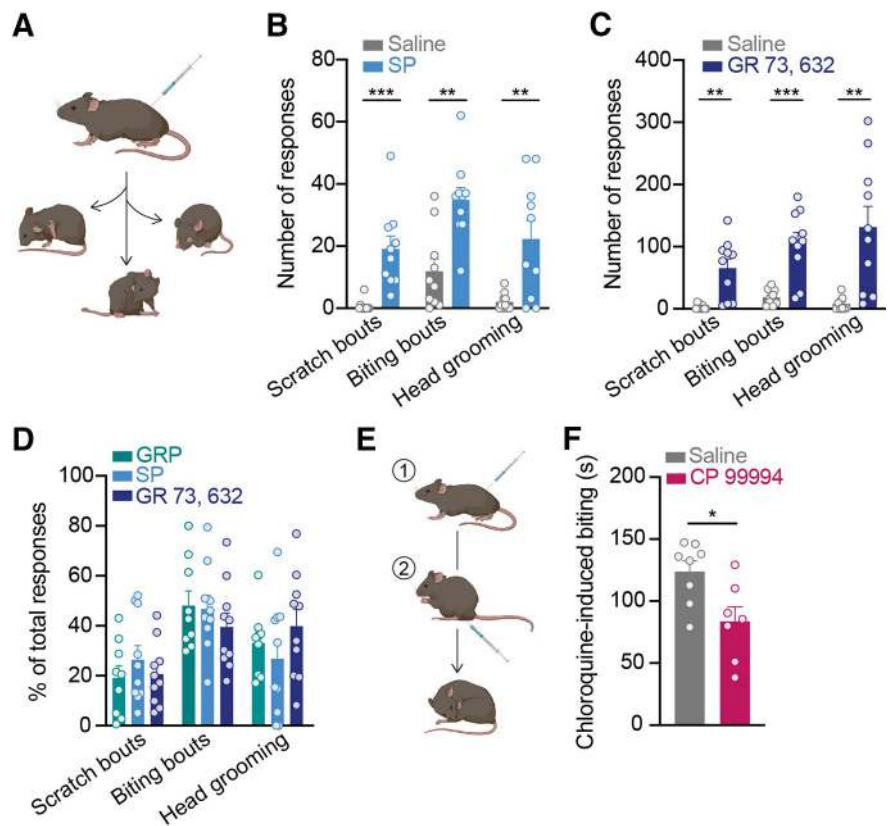 A
B
Saline
SP
Number of responses
80
60
40
20
0
***
**
**
Scratch bouts
Biting bouts
Head grooming
C
Saline
GR 73, 632
Number of responses
400
300
200
100
0
**
***
**
Scratch bouts
Biting bouts
Head grooming
D
GRP
SP
GR 73, 632
% of total responses
100
80
60
40
20
0
Scratch bouts
Biting bouts
Head grooming
E
1
2
F
Saline
CP 99994
Chloroquine-induced biting (s)
200
150
100
50
0
*